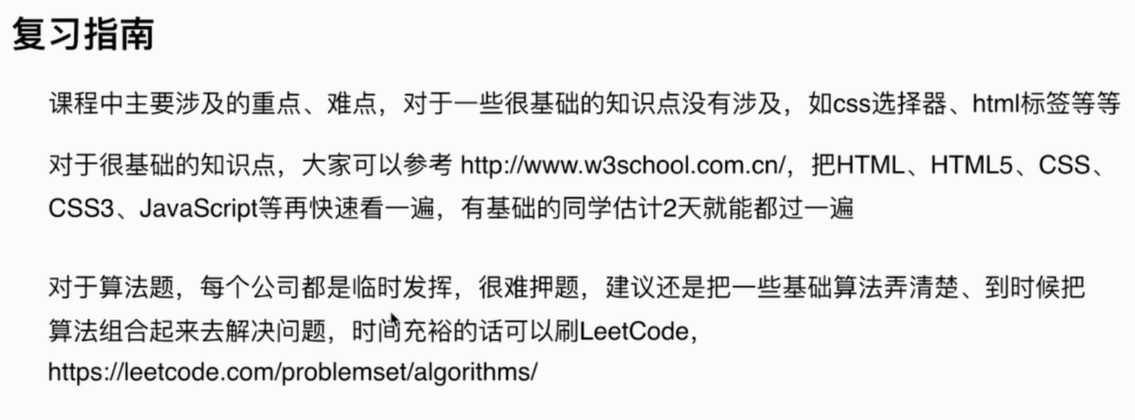 复习指南
课程中主要涉及的重点、难点，对于一些很基础的知识点没有涉及，如css选择器、html标签等等
对于很基础的知识点，大家可以参考 http://www.w3school.com.cn/，把HTML、HTML5、CSS、
CSS3、JavaScript等再快速看一遍，有基础的同学估计2天就能都过一遍
对于算法题，每个公司都是临时发挥，很难押题，建议还是把一些基础算法弄清楚、到时候把
算法组合起来去解决问题，时间充裕的话可以刷LeetCode，
https://leetcode.com/problemset/algorithms/